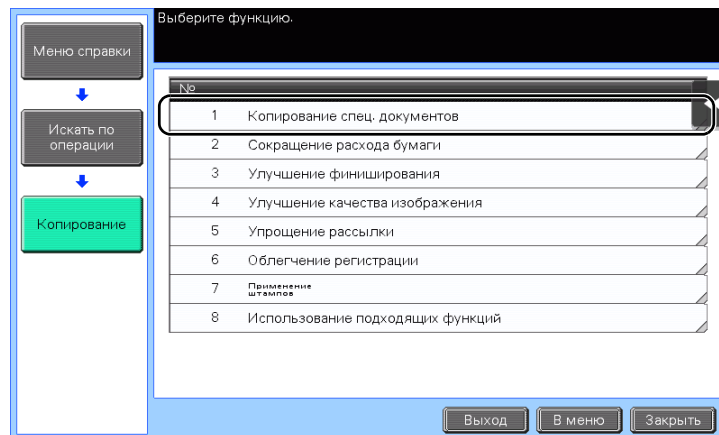 Выберите функцию.
Меню справки
Искать по
операции
Копирование
№
1 Копирование спец. документов
2 Сокращение расхода бумаги
3 Улучшение финиширования
4 Улучшение качества изображения
5 Упрощение рассылки
6 Облегчение регистрации
7 Применение
штампов
8 Использование подходящих функций
Выход В меню Закрыть